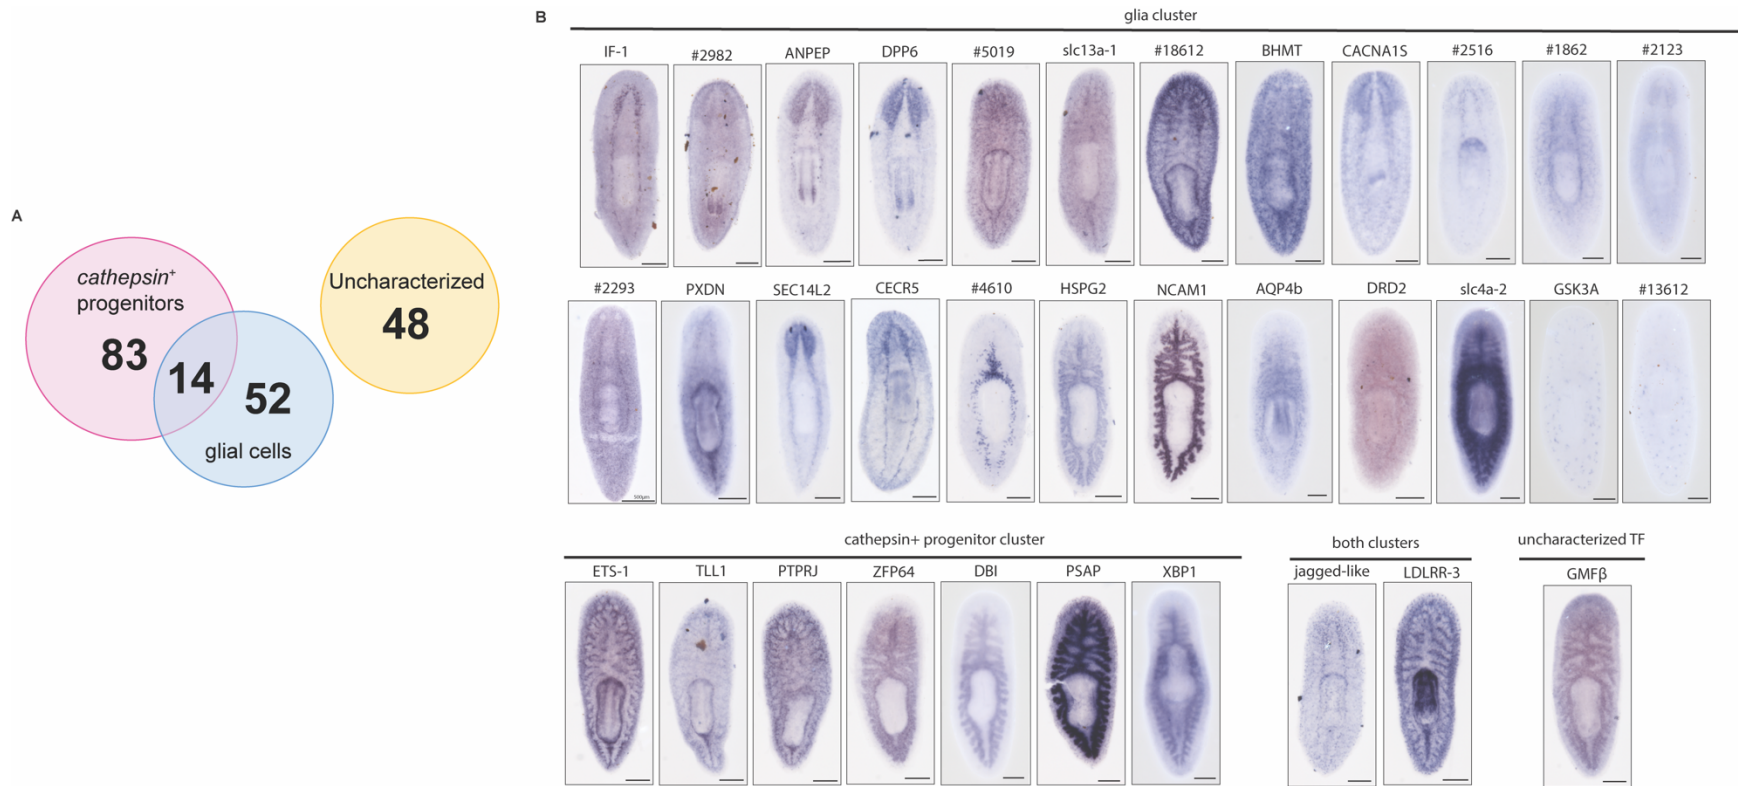 B
glia cluster
IF-1 #2982 ANPEP DPP6 #5019 slc13a-1 #18612 BHMT CACNA1S #2516 #1862 #2123
A
cathepsin+
progenitors
83
14
52
glial cells
Uncharacterized
48
#2293 PXDN SEC14L2 CECR5 #4610 HSPG2 NCAM1 AQP4b DRD2 slc4a-2 GSK3A #13612
500µm
cathepsin+ progenitor cluster
ETS-1 TLL1 PTPRJ ZFP64 DBI PSAP XBP1
both clusters
jagged-like LDLRR-3
uncharacterized TF
GMFβ